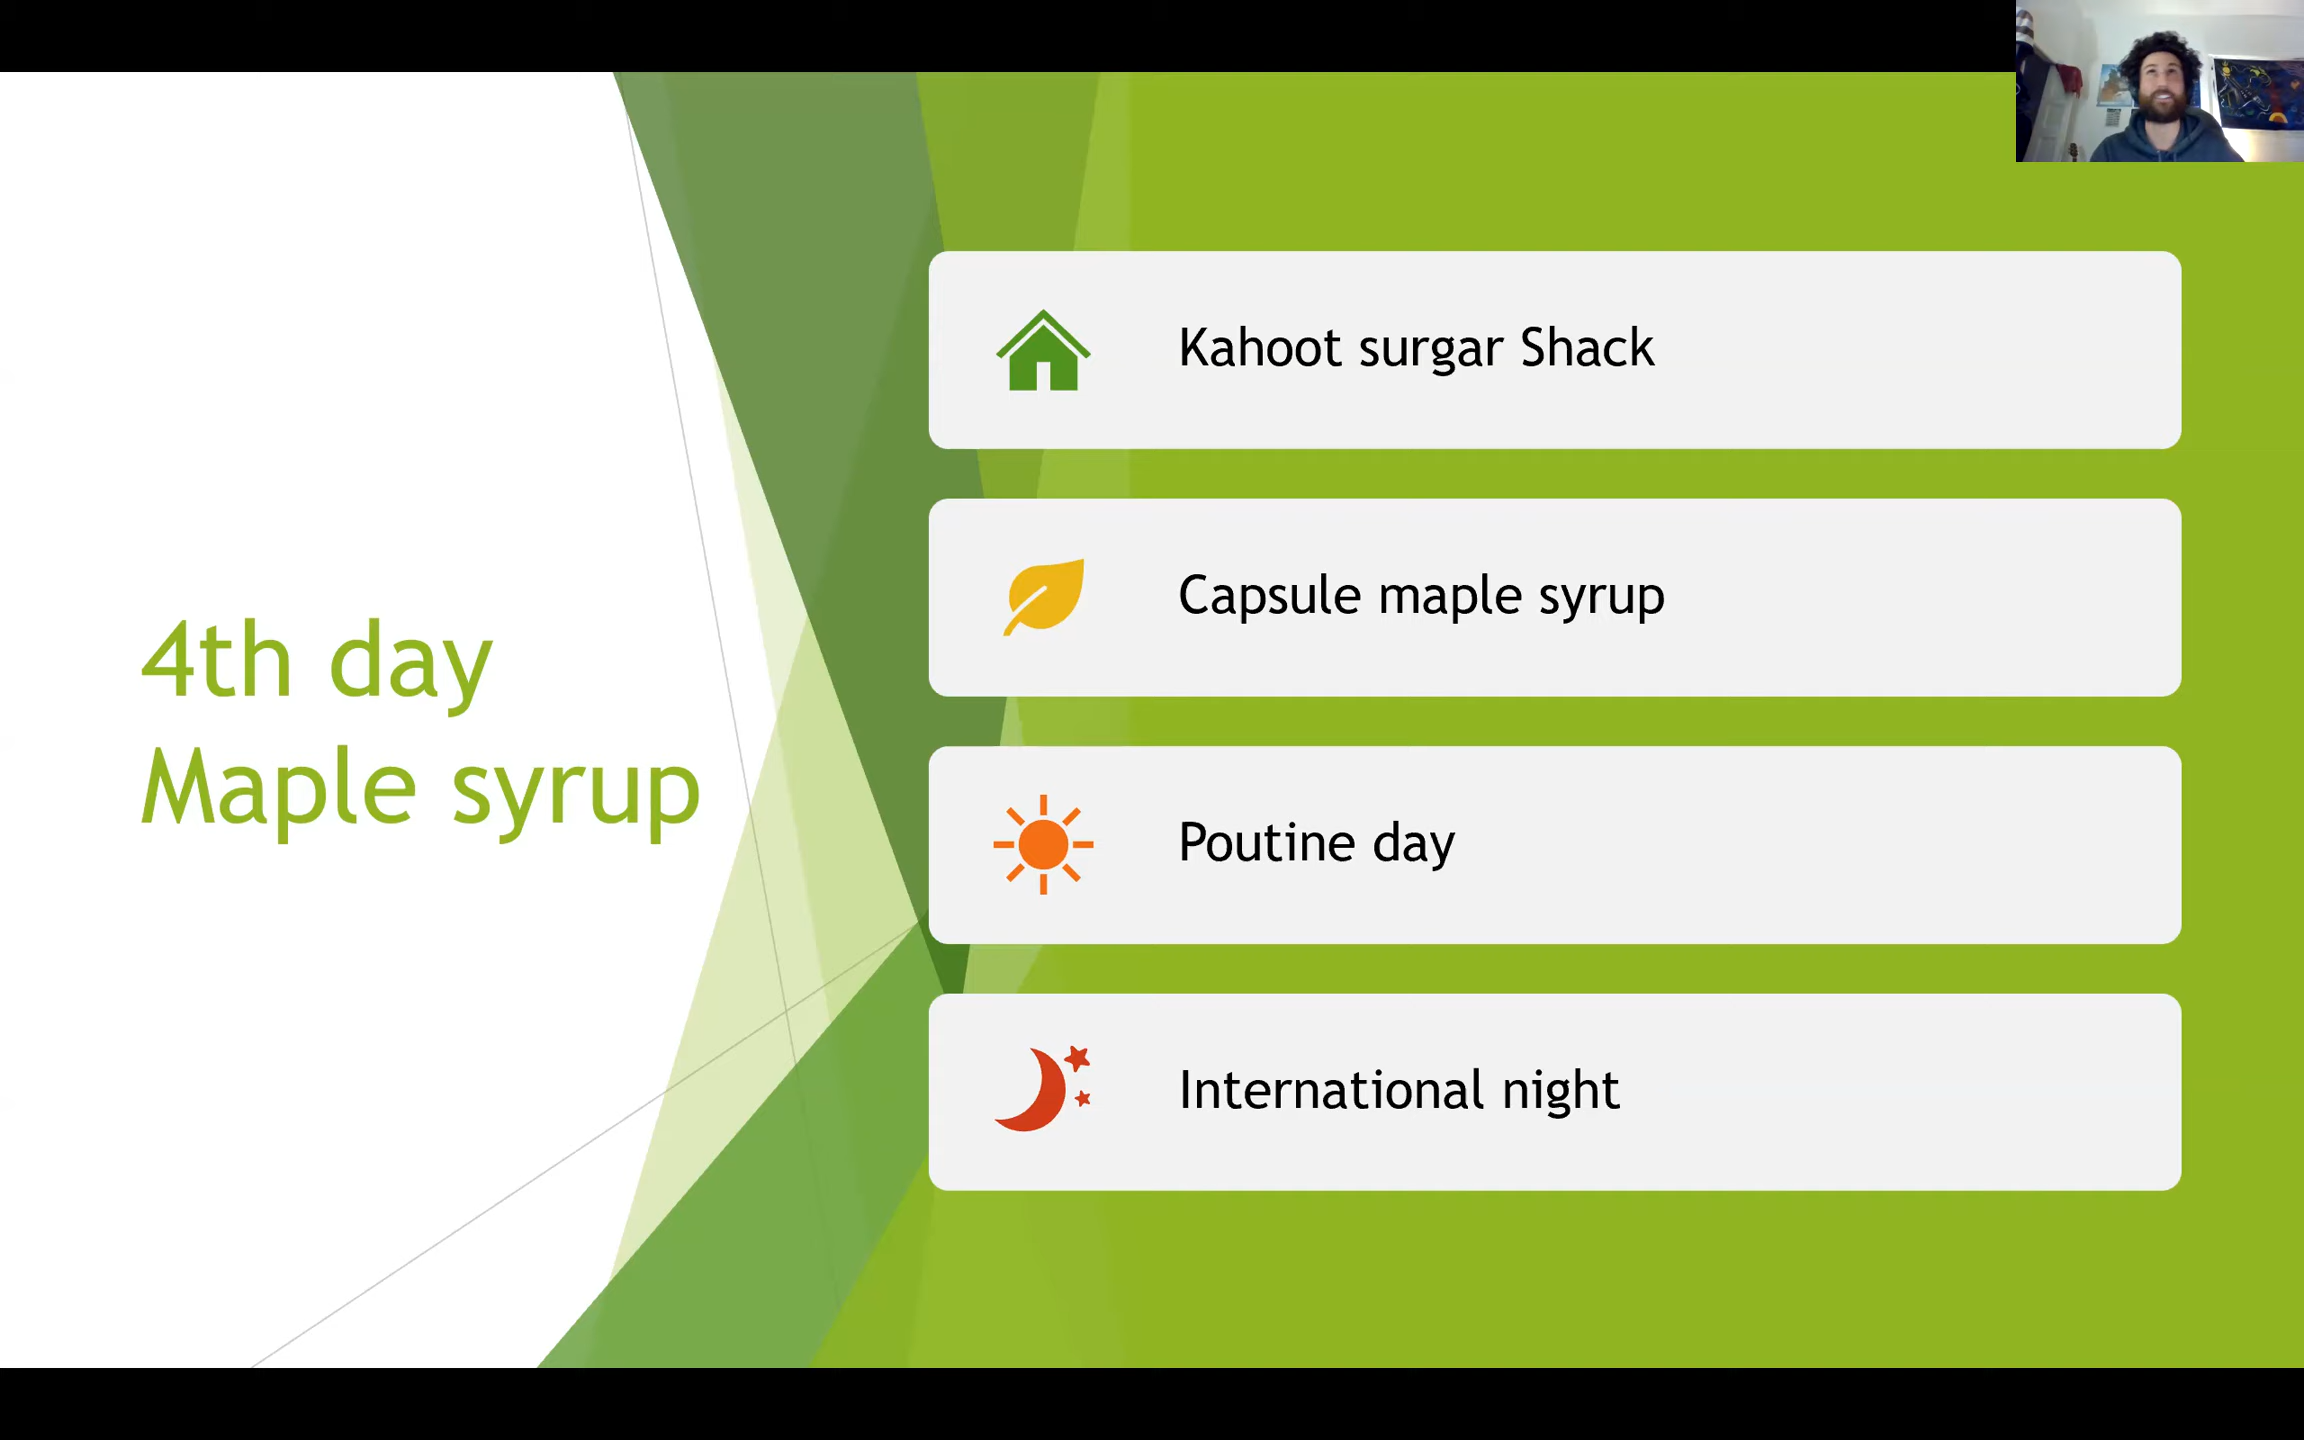 4th day
Maple syrup
Kahoot surgar Shack
Capsule maple syrup
Poutine day
International night